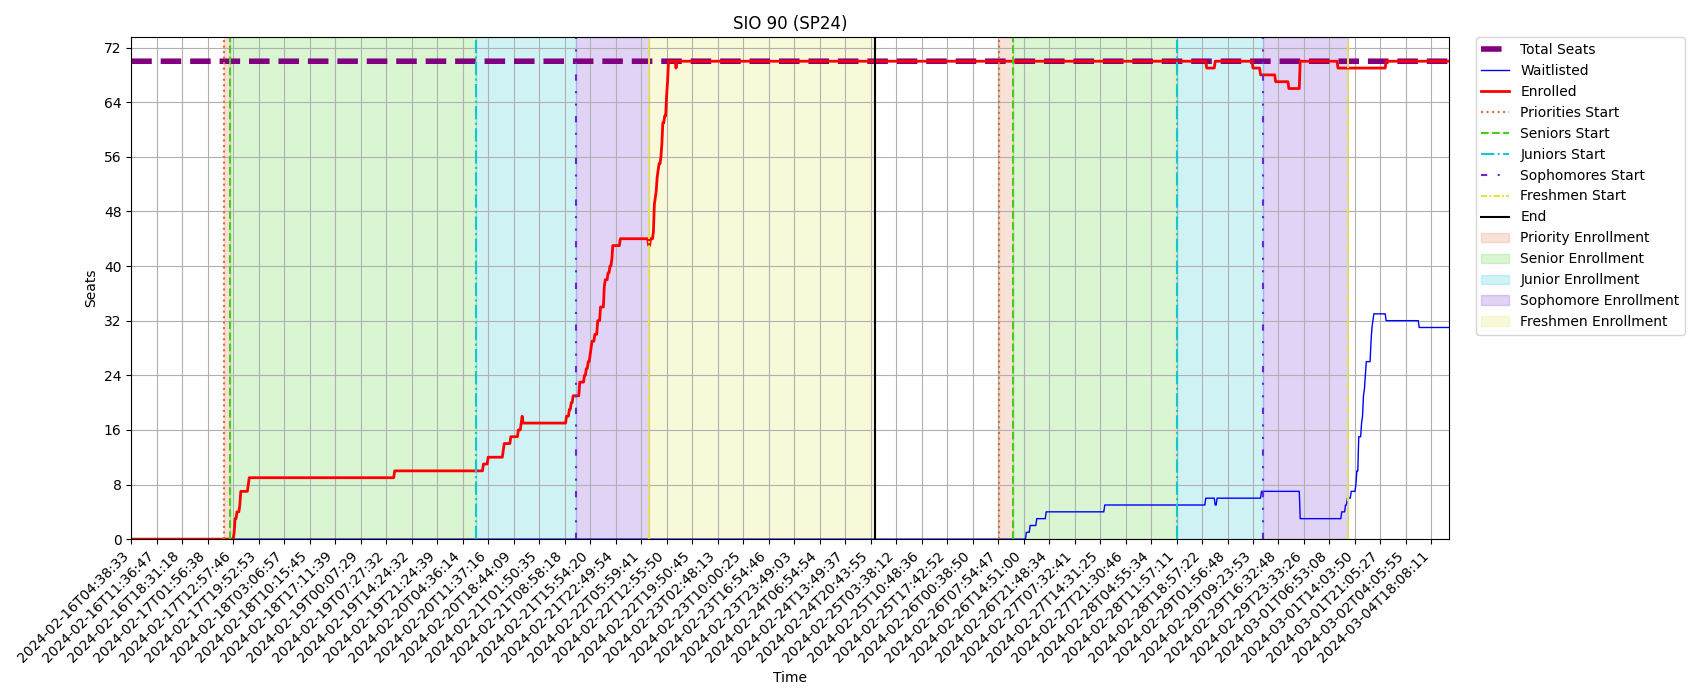 SIO 90 (SP24)
Seats
72
64
56
48
40
32
24
16
8
0
2024-02-16T04:38:33
2024-02-16T11:36:47
2024-02-16T18:31:18
2024-02-17T01:56:38
2024-02-17T12:57:46
2024-02-17T19:52:53
2024-02-18T03:06:57
2024-02-18T10:15:45
2024-02-18T17:11:39
2024-02-19T00:07:29
2024-02-19T07:27:32
2024-02-19T14:24:32
2024-02-19T21:24:39
2024-02-20T04:36:14
2024-02-20T11:37:16
2024-02-20T18:44:09
2024-02-21T01:50:35
2024-02-21T08:58:18
2024-02-21T15:54:20
2024-02-21T22:49:54
2024-02-22T05:59:41
2024-02-22T12:55:50
2024-02-22T19:50:45
2024-02-23T02:48:13
2024-02-23T10:00:25
2024-02-23T16:54:46
2024-02-23T23:49:03
2024-02-24T06:54:54
2024-02-24T13:49:37
2024-02-24T20:43:55
2024-02-25T03:38:12
2024-02-25T10:48:36
2024-02-25T17:42:52
2024-02-26T00:38:50
2024-02-26T07:54:47
2024-02-26T14:51:00
2024-02-26T21:48:34
2024-02-27T07:32:41
2024-02-27T14:31:25
2024-02-27T21:30:46
2024-02-28T04:55:34
2024-02-28T11:57:11
2024-02-28T18:57:22
2024-02-29T01:56:48
2024-02-29T09:23:53
2024-02-29T16:32:48
2024-02-29T23:33:26
2024-03-01T06:53:08
2024-03-01T14:03:50
2024-03-01T21:05:27
2024-03-02T04:05:55
2024-03-04T18:08:11
Time
Total Seats
Waitlisted
Enrolled
Priorities Start
Seniors Start
Juniors Start
Sophomores Start
Freshmen Start
End
Priority Enrollment
Senior Enrollment
Junior Enrollment
Sophomore Enrollment
Freshmen Enrollment